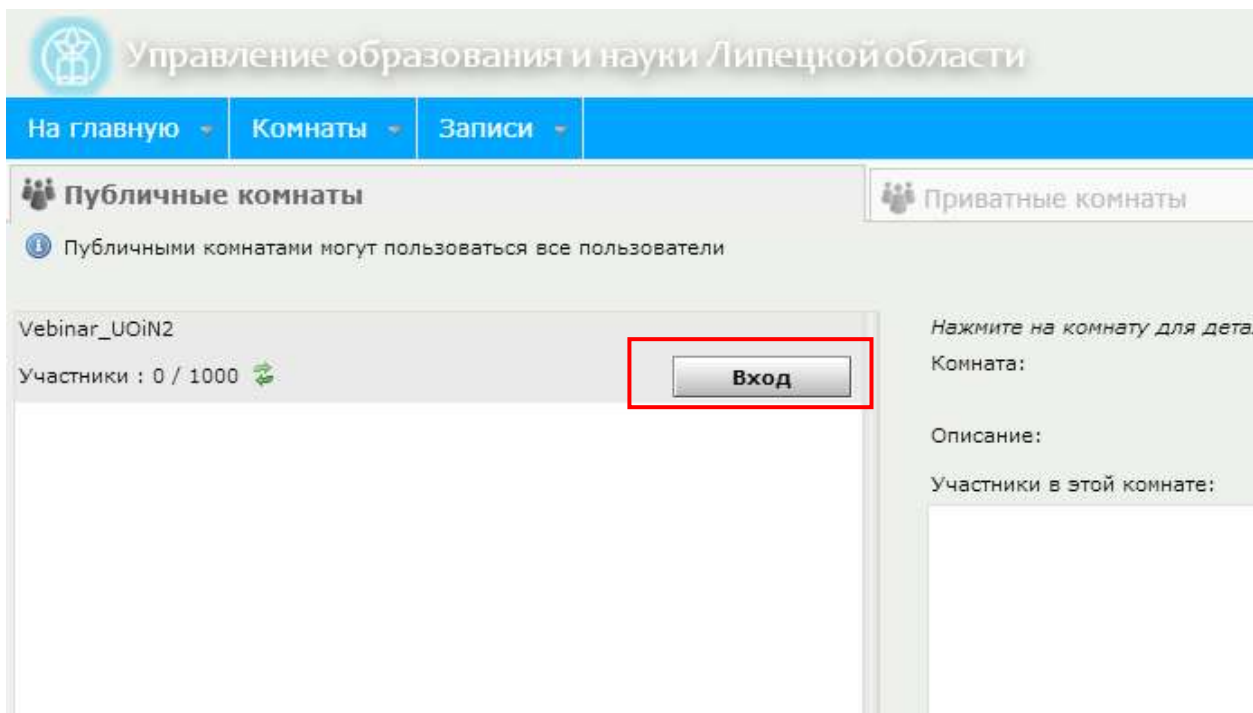 Управление образования и науки Липецкой области
На главную Комнаты Записи
Публичные комнаты
Приватные комнаты
Публичными комнатами могут пользоваться все пользователи
Vebinar_UOiN2
Участники : 0 / 1000
Вход
Нажмите на комнату для дета
Комната:
Описание:
Участники в этой комнате: